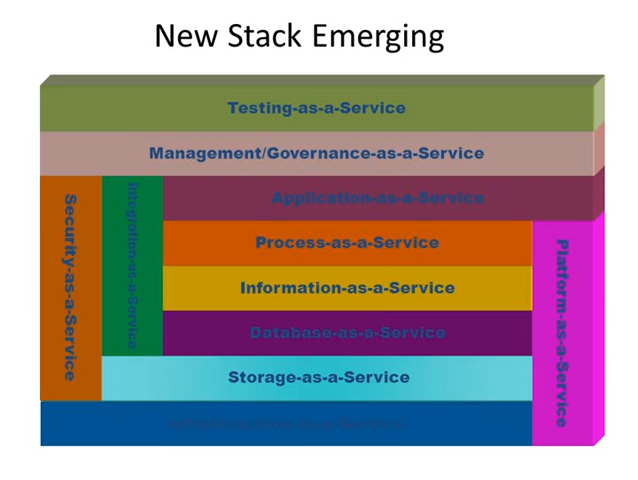 New Stack Emerging
Testing-as-a-Service
Management/Governance-as-a-Service
Security-as-a-Service
Integration-as-a-Service
Application-as-a-Service
Process-as-a-Service
Information-as-a-Service
Database-as-a-Service
Storage-as-a-Service
Platform-as-a-Service